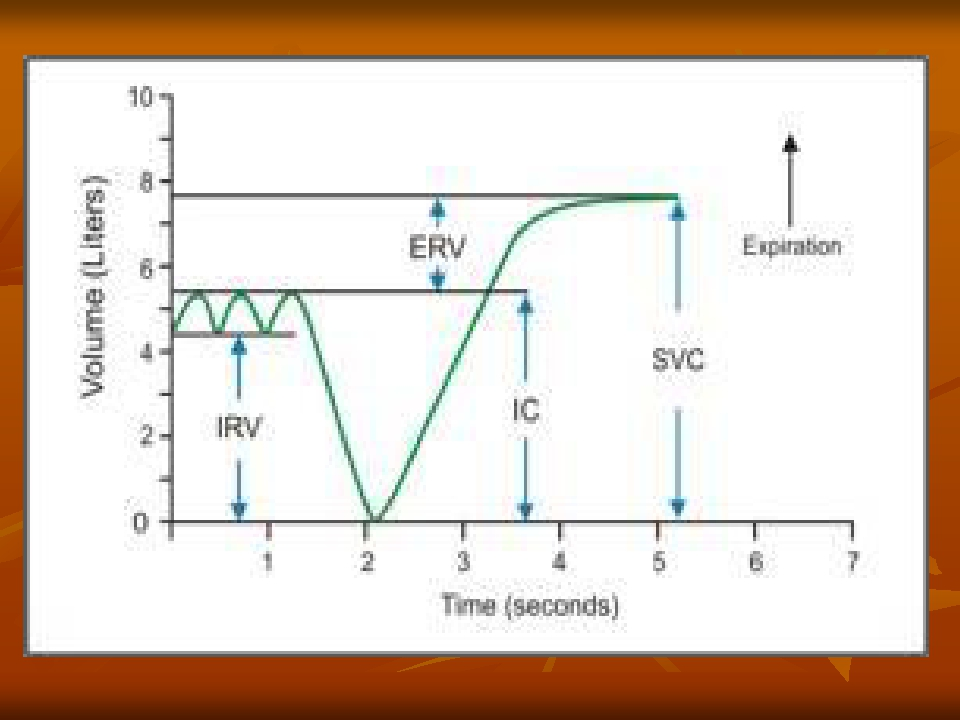 10
8
6
4
2
0
Volume (Liters)
ERV
IRV
IC
SVC
Expiration
1 2 3 4 5 6 7
Time (seconds)